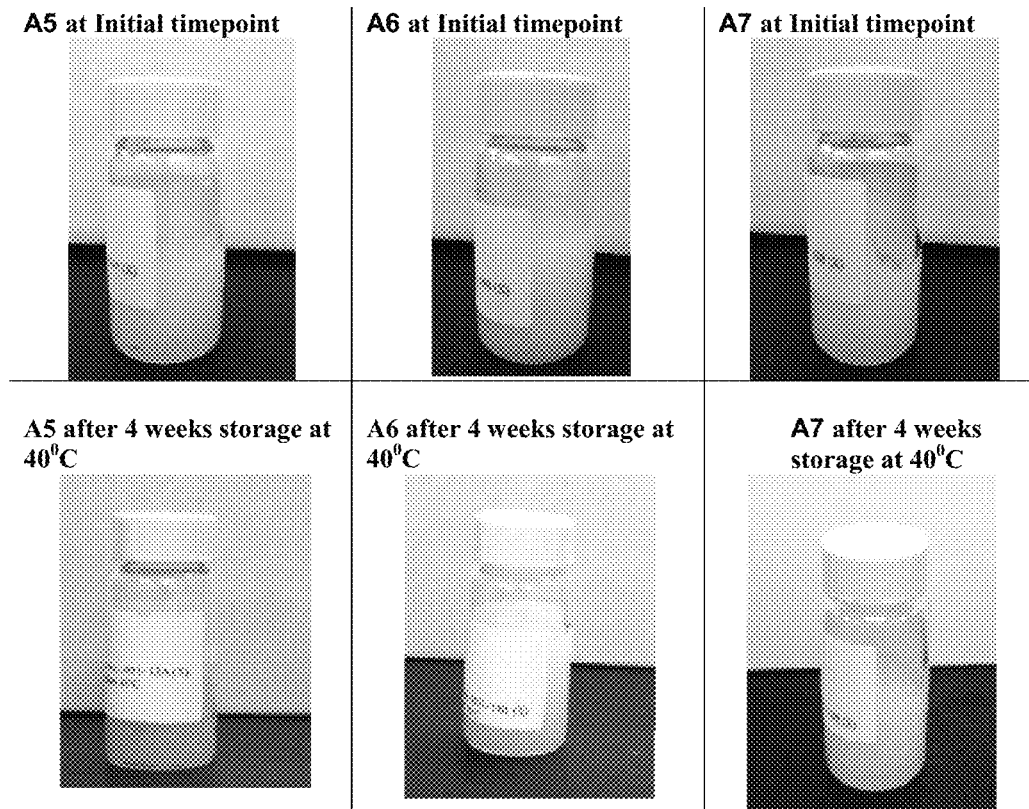 A5 at Initial timepoint
A6 at Initial timepoint
A7 at Initial timepoint
A5 after 4 weeks storage at
40⁰C
A6 after 4 weeks storage at
40⁰C
A7 after 4 weeks
storage at 40⁰C